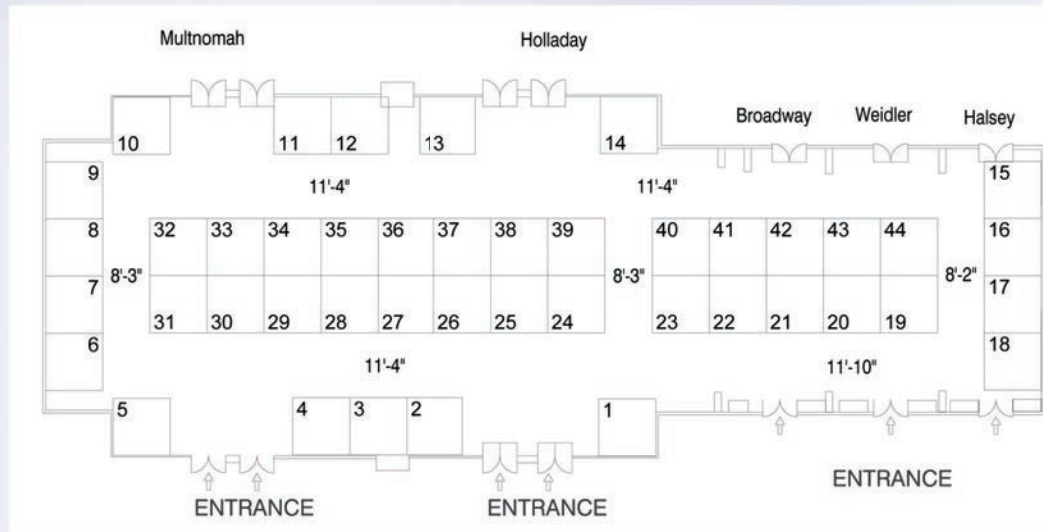 Multnomah Holladay
Broadway Weidler Halsey
10 11 12 13 14
9 15
11'-4" 11'-4"
8 32 33 34 35 36 37 38 39 40 41 42 43 44 16
8'-3" 8'-3" 8'-2"
7 17
31 30 29 28 27 26 25 24 23 22 21 20 19
6 18
11'-4" 11'-10"
5 4 3 2 1
ENTRANCE
ENTRANCE ENTRANCE